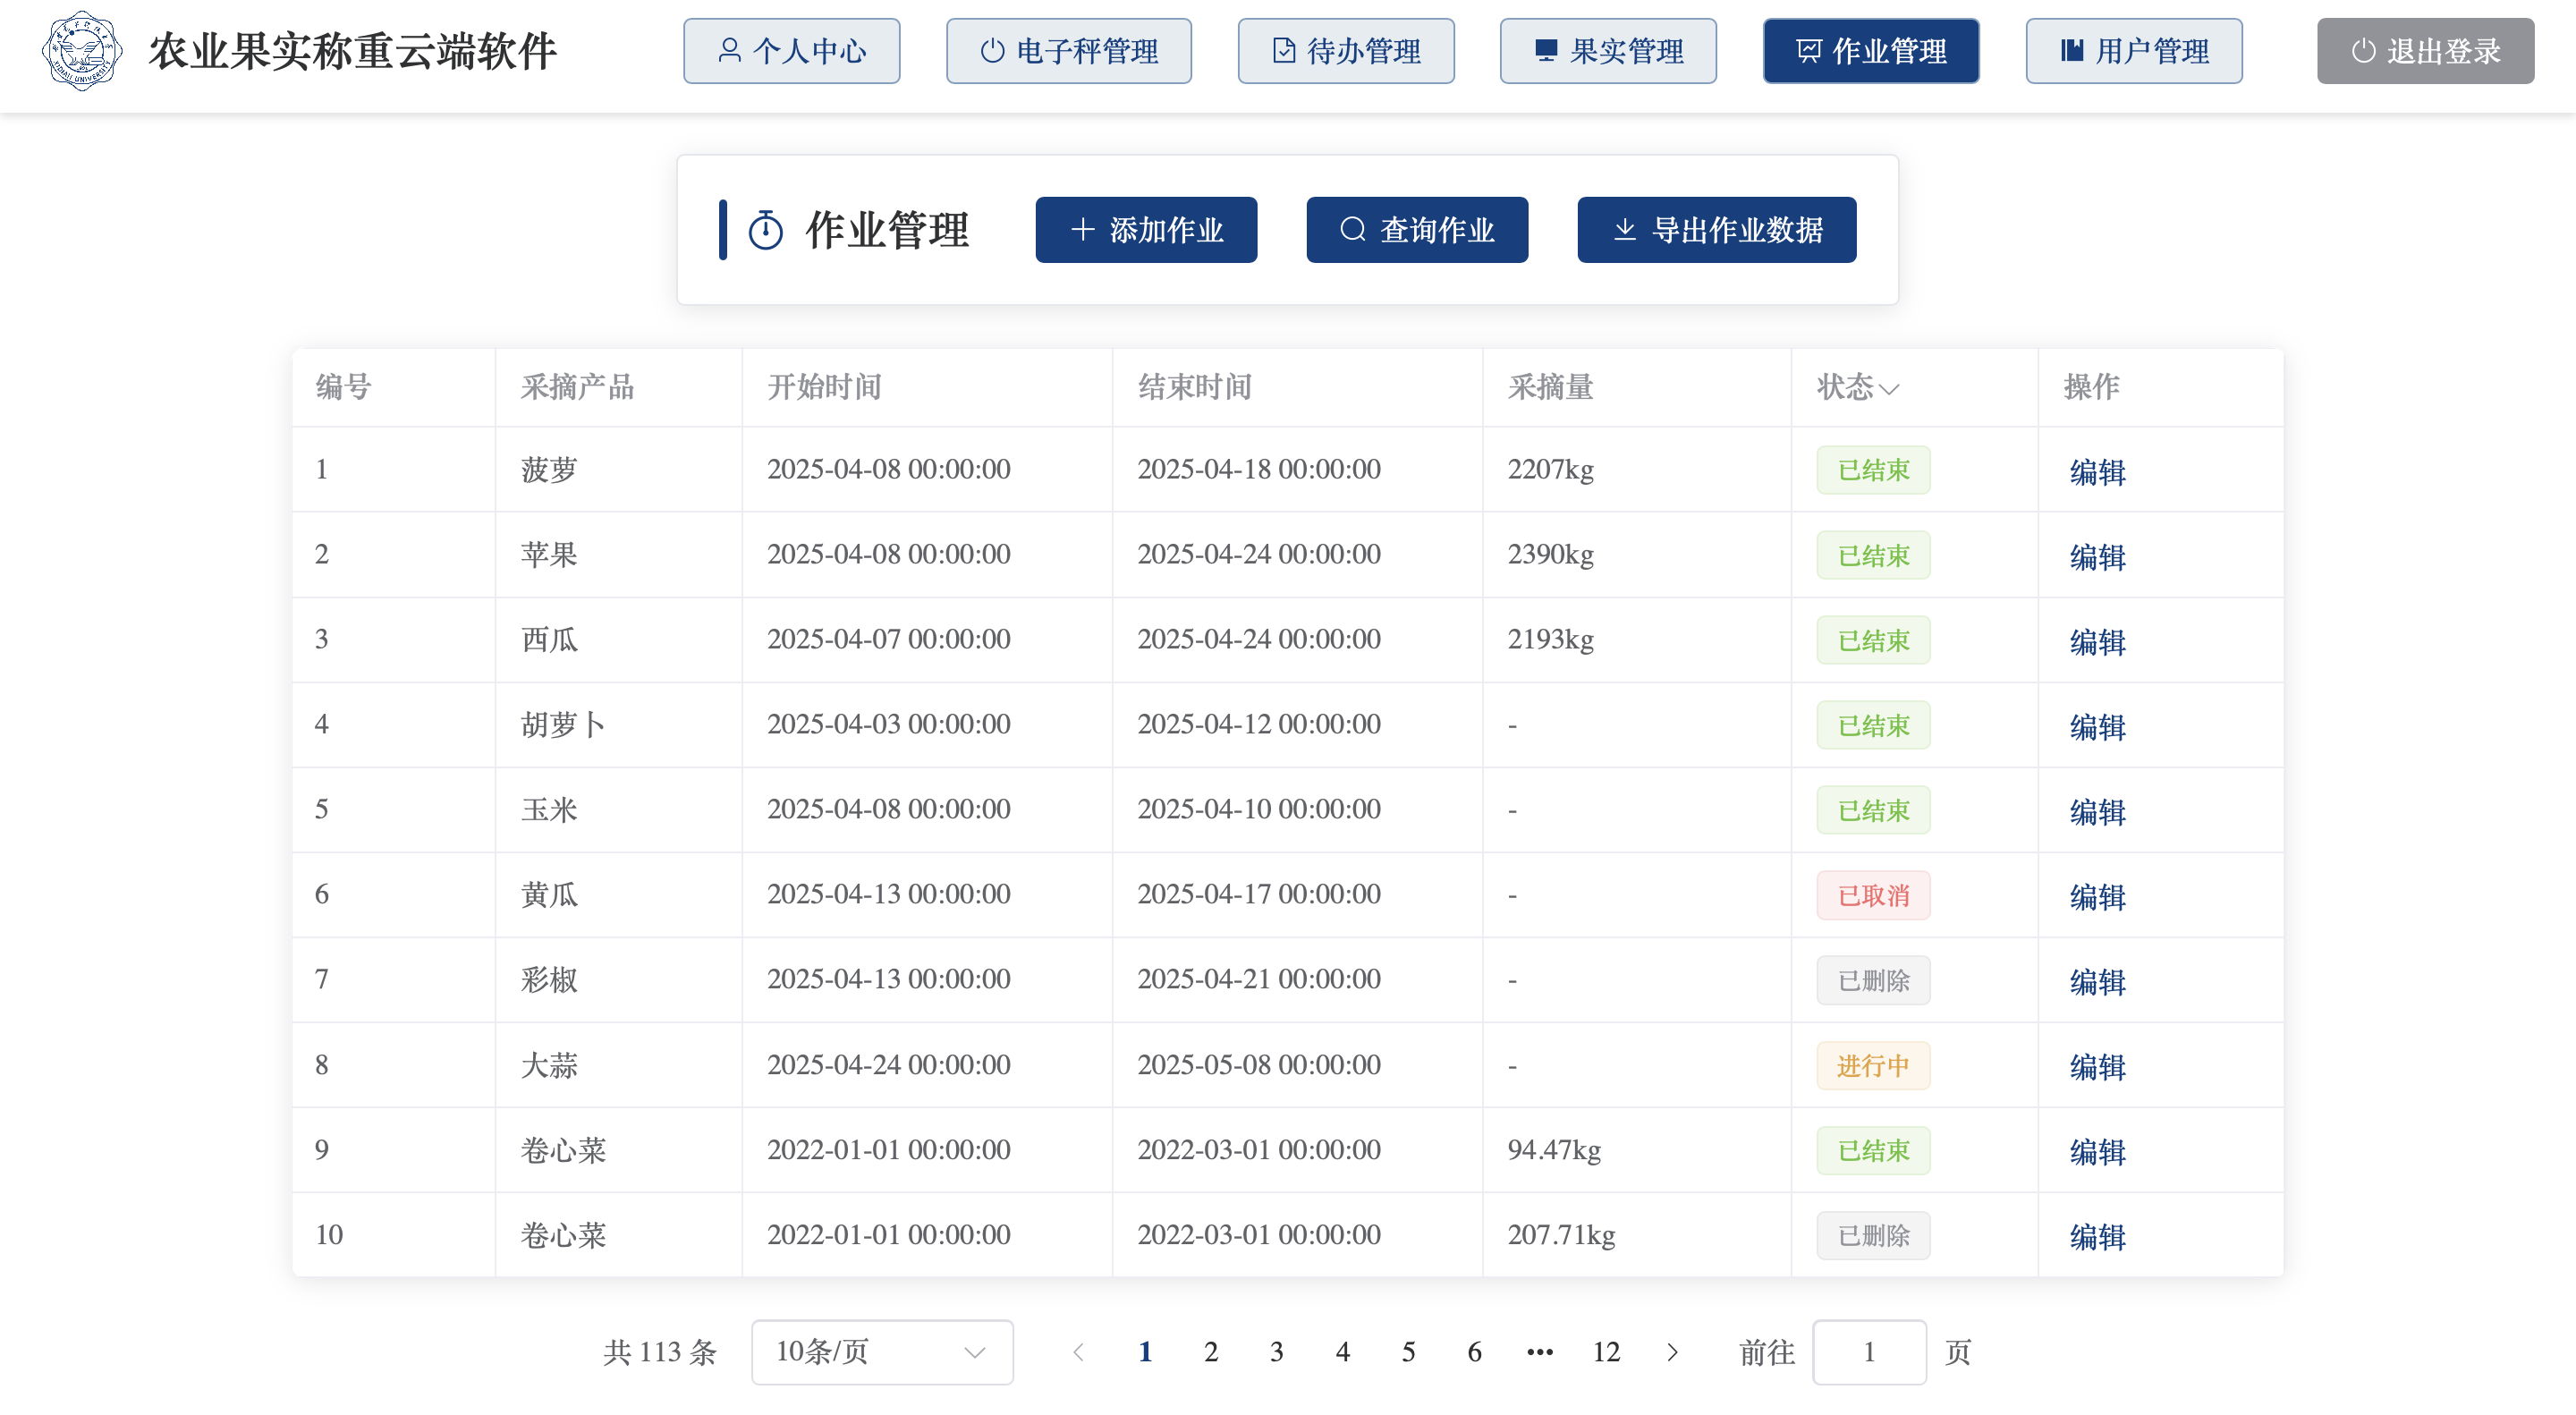 农业果实称重云端软件 个人中心 电子秤管理 待办管理 果实管理 作业管理 用户管理 退出登录
作业管理 添加作业 查询作业 导出作业数据
编号 采摘产品 开始时间 结束时间 采摘量 状态 操作
1 菠萝 2025-04-08 00:00:00 2025-04-18 00:00:00 2207kg 已结束 编辑
2 苹果 2025-04-08 00:00:00 2025-04-24 00:00:00 2390kg 已结束 编辑
3 西瓜 2025-04-07 00:00:00 2025-04-24 00:00:00 2193kg 已结束 编辑
4 胡萝卜 2025-04-03 00:00:00 2025-04-12 00:00:00 - 已结束 编辑
5 玉米 2025-04-08 00:00:00 2025-04-10 00:00:00 - 已结束 编辑
6 黄瓜 2025-04-13 00:00:00 2025-04-17 00:00:00 - 已取消 编辑
7 彩椒 2025-04-13 00:00:00 2025-04-21 00:00:00 - 已删除 编辑
8 大蒜 2025-04-24 00:00:00 2025-05-08 00:00:00 - 进行中 编辑
9 卷心菜 2022-01-01 00:00:00 2022-03-01 00:00:00 94.47kg 已结束 编辑
10 卷心菜 2022-01-01 00:00:00 2022-03-01 00:00:00 207.71kg 已删除 编辑
共 113 条 10条/页 1 2 3 4 5 6 ••• 12 前往 1 页